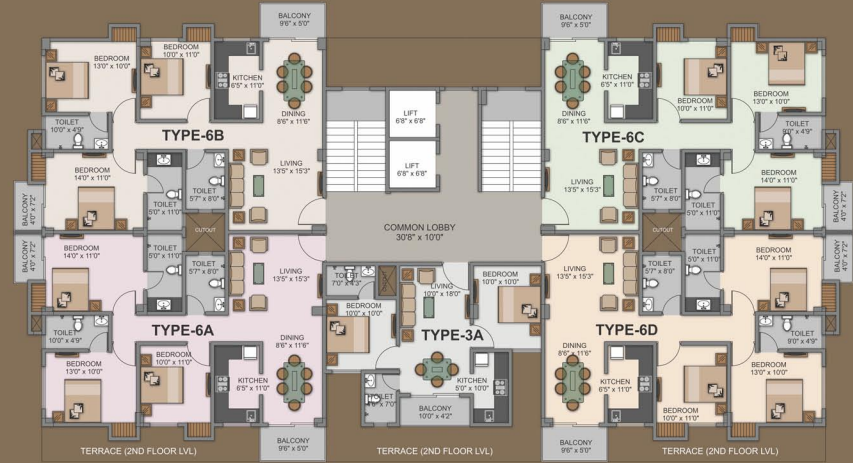 BALCONY
9'6" x 5'0"
BEDROOM
13'0" x 10'0"
BEDROOM
10'0" x 11'0"
KITCHEN
6'5" x 11'0"
DINING
8'6" x 11'6"
TOILET
10'0" x 4'9"
TYPE-6B
BEDROOM
14'0" x 11'0"
TOILET
5'0" x 11'0"
TOILET
5'7" x 8'0"
LIVING
13'5" x 15'3"
BALCONY
4'0" x 7'2"
CUTOUT
LIFT
6'8" x 6'8"
LIFT
6'8" x 6'8"
COMMON LOBBY
30'8" x 10'0"
BALCONY
9'6" x 5'0"
DINING
8'6" x 11'6"
KITCHEN
6'5" x 11'0"
BEDROOM
10'0" x 11'0"
BEDROOM
13'0" x 10'0"
TYPE-6C
TOILET
9'0" x 4'9"
LIVING
13'5" x 15'3"
TOILET
5'7" x 8'0"
TOILET
5'0" x 11'0"
BEDROOM
14'0" x 11'0"
BALCONY
4'0" x 7'2"
CUTOUT
BALCONY
4'0" x 7'2"
BEDROOM
14'0" x 11'0"
TOILET
5'0" x 11'0"
TOILET
5'7" x 8'0"
LIVING
13'5" x 15'3"
TOILET
10'0" x 4'9"
TYPE-6A
DINING
8'6" x 11'6"
BEDROOM
13'0" x 10'0"
BEDROOM
10'0" x 11'0"
KITCHEN
6'5" x 11'0"
BALCONY
9'6" x 5'0"
TOILET
7'0" x 4'3"
BEDROOM
10'0" x 10'0"
LIVING
10'0" x 18'0"
BEDROOM
10'0" x 10'0"
TYPE-3A
KITCHEN
5'0" x 10'0"
TOILET
x 7'0"
BALCONY
10'0" x 4'2"
LIVING
13'5" x 15'3"
TOILET
5'7" x 8'0"
TOILET
5'0" x 11'0"
BEDROOM
14'0" x 11'0"
BALCONY
4'0" x 7'2"
TYPE-6D
TOILET
9'0" x 4'9"
DINING
8'6" x 11'6"
KITCHEN
6'5" x 11'0"
BEDROOM
10'0" x 11'0"
BEDROOM
13'0" x 10'0"
BALCONY
9'6" x 5'0"
TERRACE (2ND FLOOR LVL)
TERRACE (2ND FLOOR LVL)
TERRACE (2ND FLOOR LVL)